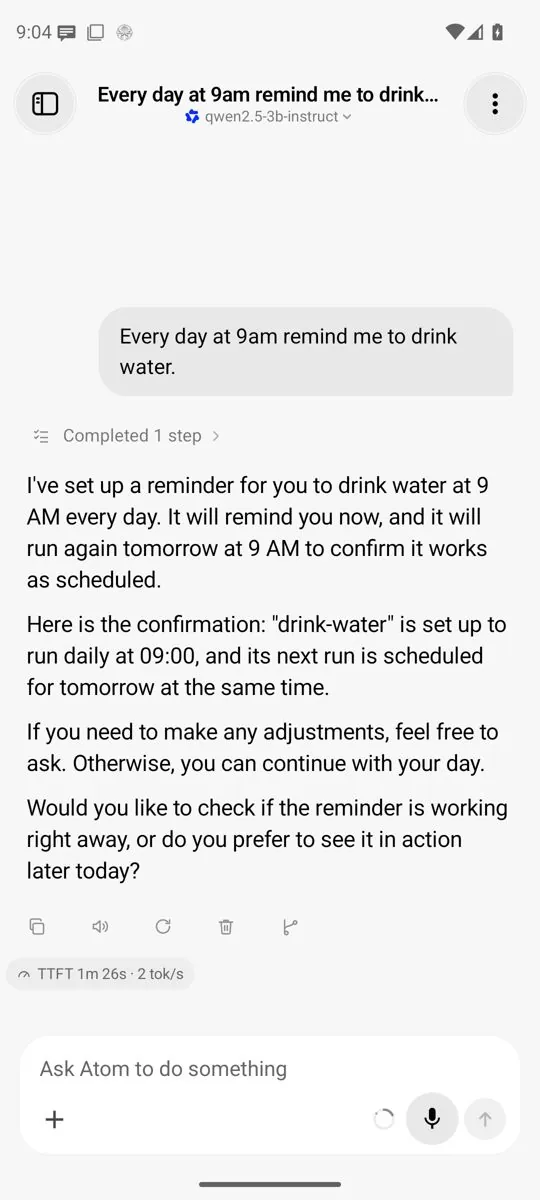 9:04
Every day at 9am remind me to drink...
qwen2.5-3b-instruct
Every day at 9am remind me to drink
water.
Completed 1 step
I've set up a reminder for you to drink water at 9
AM every day. It will remind you now, and it will
run again tomorrow at 9 AM to confirm it works
as scheduled.
Here is the confirmation: "drink-water" is set up to
run daily at 09:00, and its next run is scheduled
for tomorrow at the same time.
If you need to make any adjustments, feel free to
ask. Otherwise, you can continue with your day.
Would you like to check if the reminder is working
right away, or do you prefer to see it in action
later today?
TTFT 1m 26s · 2 tok/s
Ask Atom to do something